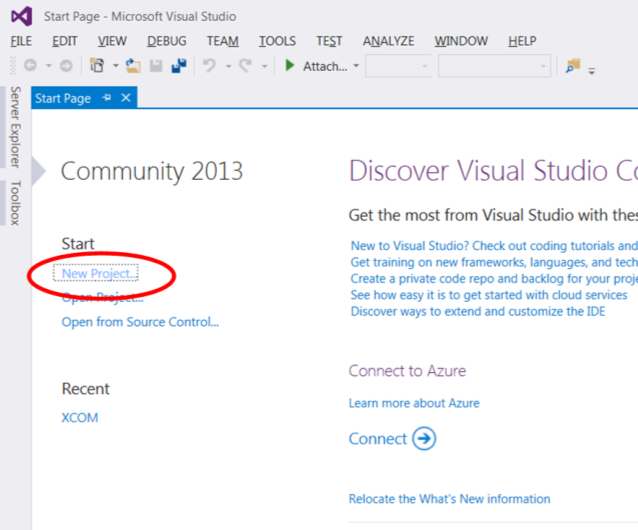 Start Page - Microsoft Visual Studio
FILE EDIT VIEW DEBUG TEAM TOOLS TEST ANALYZE WINDOW HELP
Attach...
Server Explorer
Toolbox
Start Page
Community 2013
Start
New Project...
Open Project...
Open from Source Control...
Recent
XCOM
Discover Visual Studio Co
Get the most from Visual Studio with thes
New to Visual Studio? Check out coding tutorials and
Get training on new frameworks, languages, and tech
Create a private code repo and backlog for your proje
See how easy it is to get started with cloud services
Discover ways to extend and customize the IDE
Connect to Azure
Learn more about Azure
Connect
Relocate the What's New information